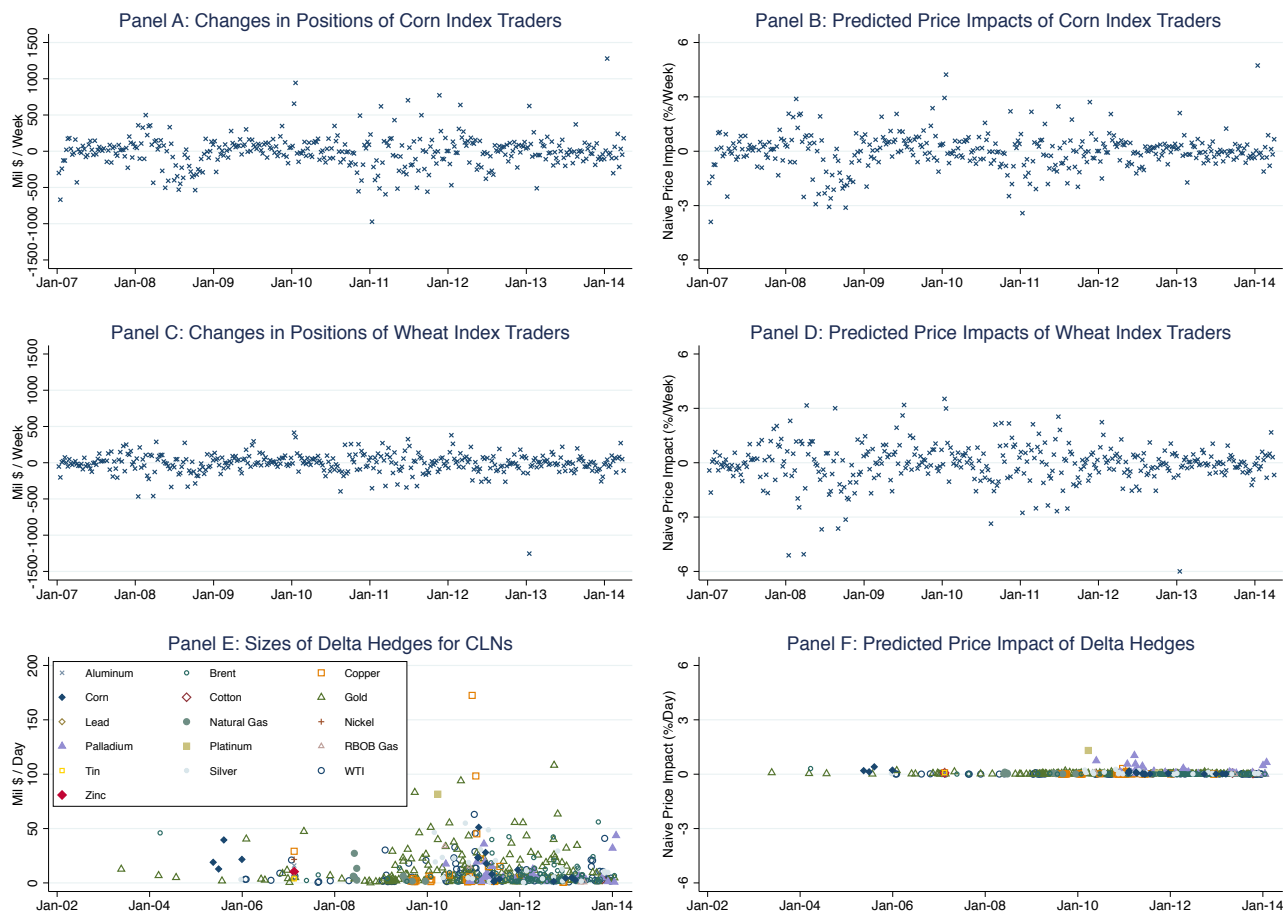 Panel A: Changes in Positions of Corn Index Traders
Mil $ / Week
1500
1000
500
0
-500
-1000
-1500
Jan-07 Jan-08 Jan-09 Jan-10 Jan-11 Jan-12 Jan-13 Jan-14
Panel B: Predicted Price Impacts of Corn Index Traders
Naive Price Impact (%/Week)
6
3
0
-3
-6
Jan-07 Jan-08 Jan-09 Jan-10 Jan-11 Jan-12 Jan-13 Jan-14
Panel C: Changes in Positions of Wheat Index Traders
Mil $ / Week
1500
1000
500
0
-500
-1000
-1500
Jan-07 Jan-08 Jan-09 Jan-10 Jan-11 Jan-12 Jan-13 Jan-14
Panel D: Predicted Price Impacts of Wheat Index Traders
Naive Price Impact (%/Week)
6
3
0
-3
-6
Jan-07 Jan-08 Jan-09 Jan-10 Jan-11 Jan-12 Jan-13 Jan-14
Panel E: Sizes of Delta Hedges for CLNs
Mil $ / Day
200
150
100
50
0
Aluminum Brent Copper
Corn Cotton Gold
Lead Natural Gas Nickel
Palladium Platinum RBOB Gas
Tin Silver WTI
Zinc
Jan-02 Jan-04 Jan-06 Jan-08 Jan-10 Jan-12 Jan-14
Panel F: Predicted Price Impact of Delta Hedges
Naive Price Impact (%/Day)
6
3
0
-3
-6
Jan-02 Jan-04 Jan-06 Jan-08 Jan-10 Jan-12 Jan-14